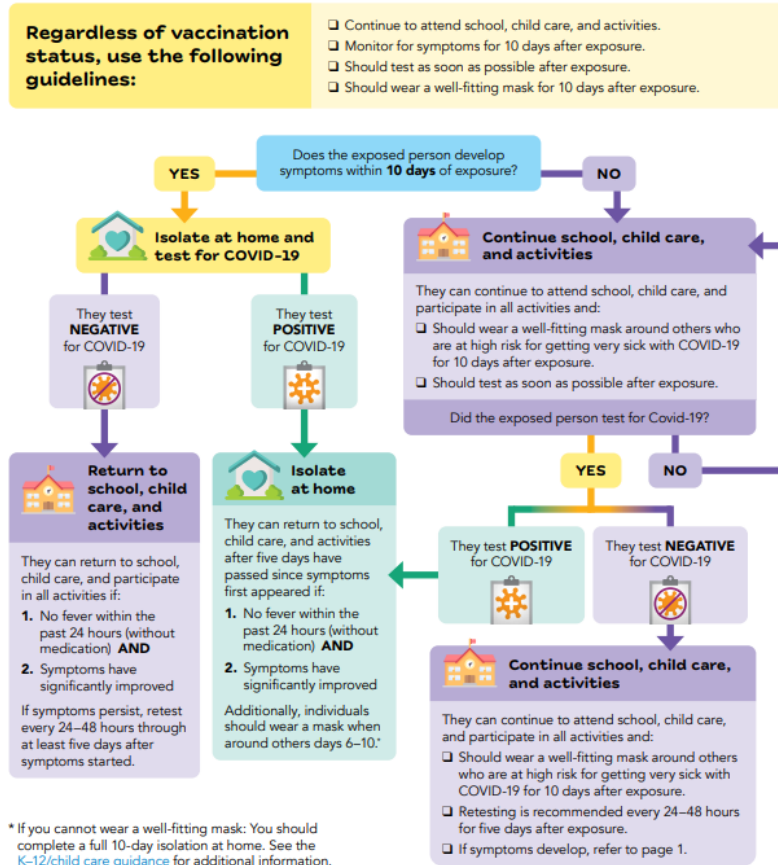 Regardless of vaccination
status, use the following
guidelines:
❑ Continue to attend school, child care, and activities.
❑ Monitor for symptoms for 10 days after exposure.
❑ Should test as soon as possible after exposure.
❑ Should wear a well-fitting mask for 10 days after exposure.
Does the exposed person develop
symptoms within 10 days of exposure?
YES
NO
Isolate at home and
test for COVID-19
They test
NEGATIVE
for COVID-19
They test
POSITIVE
for COVID-19
Return to
school, child
care, and
activities
They can return to school,
child care, and participate
in all activities if:
1. No fever within the
past 24 hours (without
medication) AND
2. Symptoms have
significantly improved
If symptoms persist, retest
every 24–48 hours through
at least five days after
symptoms started.
Isolate
at home
They can return to school,
child care, and activities
after five days have
passed since symptoms
first appeared if:
1. No fever within the
past 24 hours (without
medication) AND
2. Symptoms have
significantly improved
Additionally, individuals
should wear a mask when
around others days 6–10.*
Continue school, child care,
and activities
They can continue to attend school, child care, and
participate in all activities and:
❑ Should wear a well-fitting mask around others who
are at high risk for getting very sick with COVID-19
for 10 days after exposure.
❑ Should test as soon as possible after exposure.
Did the exposed person test for Covid-19?
YES
NO
They test POSITIVE
for COVID-19
They test NEGATIVE
for COVID-19
Continue school, child care,
and activities
They can continue to attend school, child care,
and participate in all activities and:
❑ Should wear a well-fitting mask around others
who are at high risk for getting very sick with
COVID-19 for 10 days after exposure.
❑ Retesting is recommended every 24–48 hours
for five days after exposure.
❑ If symptoms develop, refer to page 1.
* If you cannot wear a well-fitting mask: You should
complete a full 10-day isolation at home. See the
K–12/child care guidance for additional information.